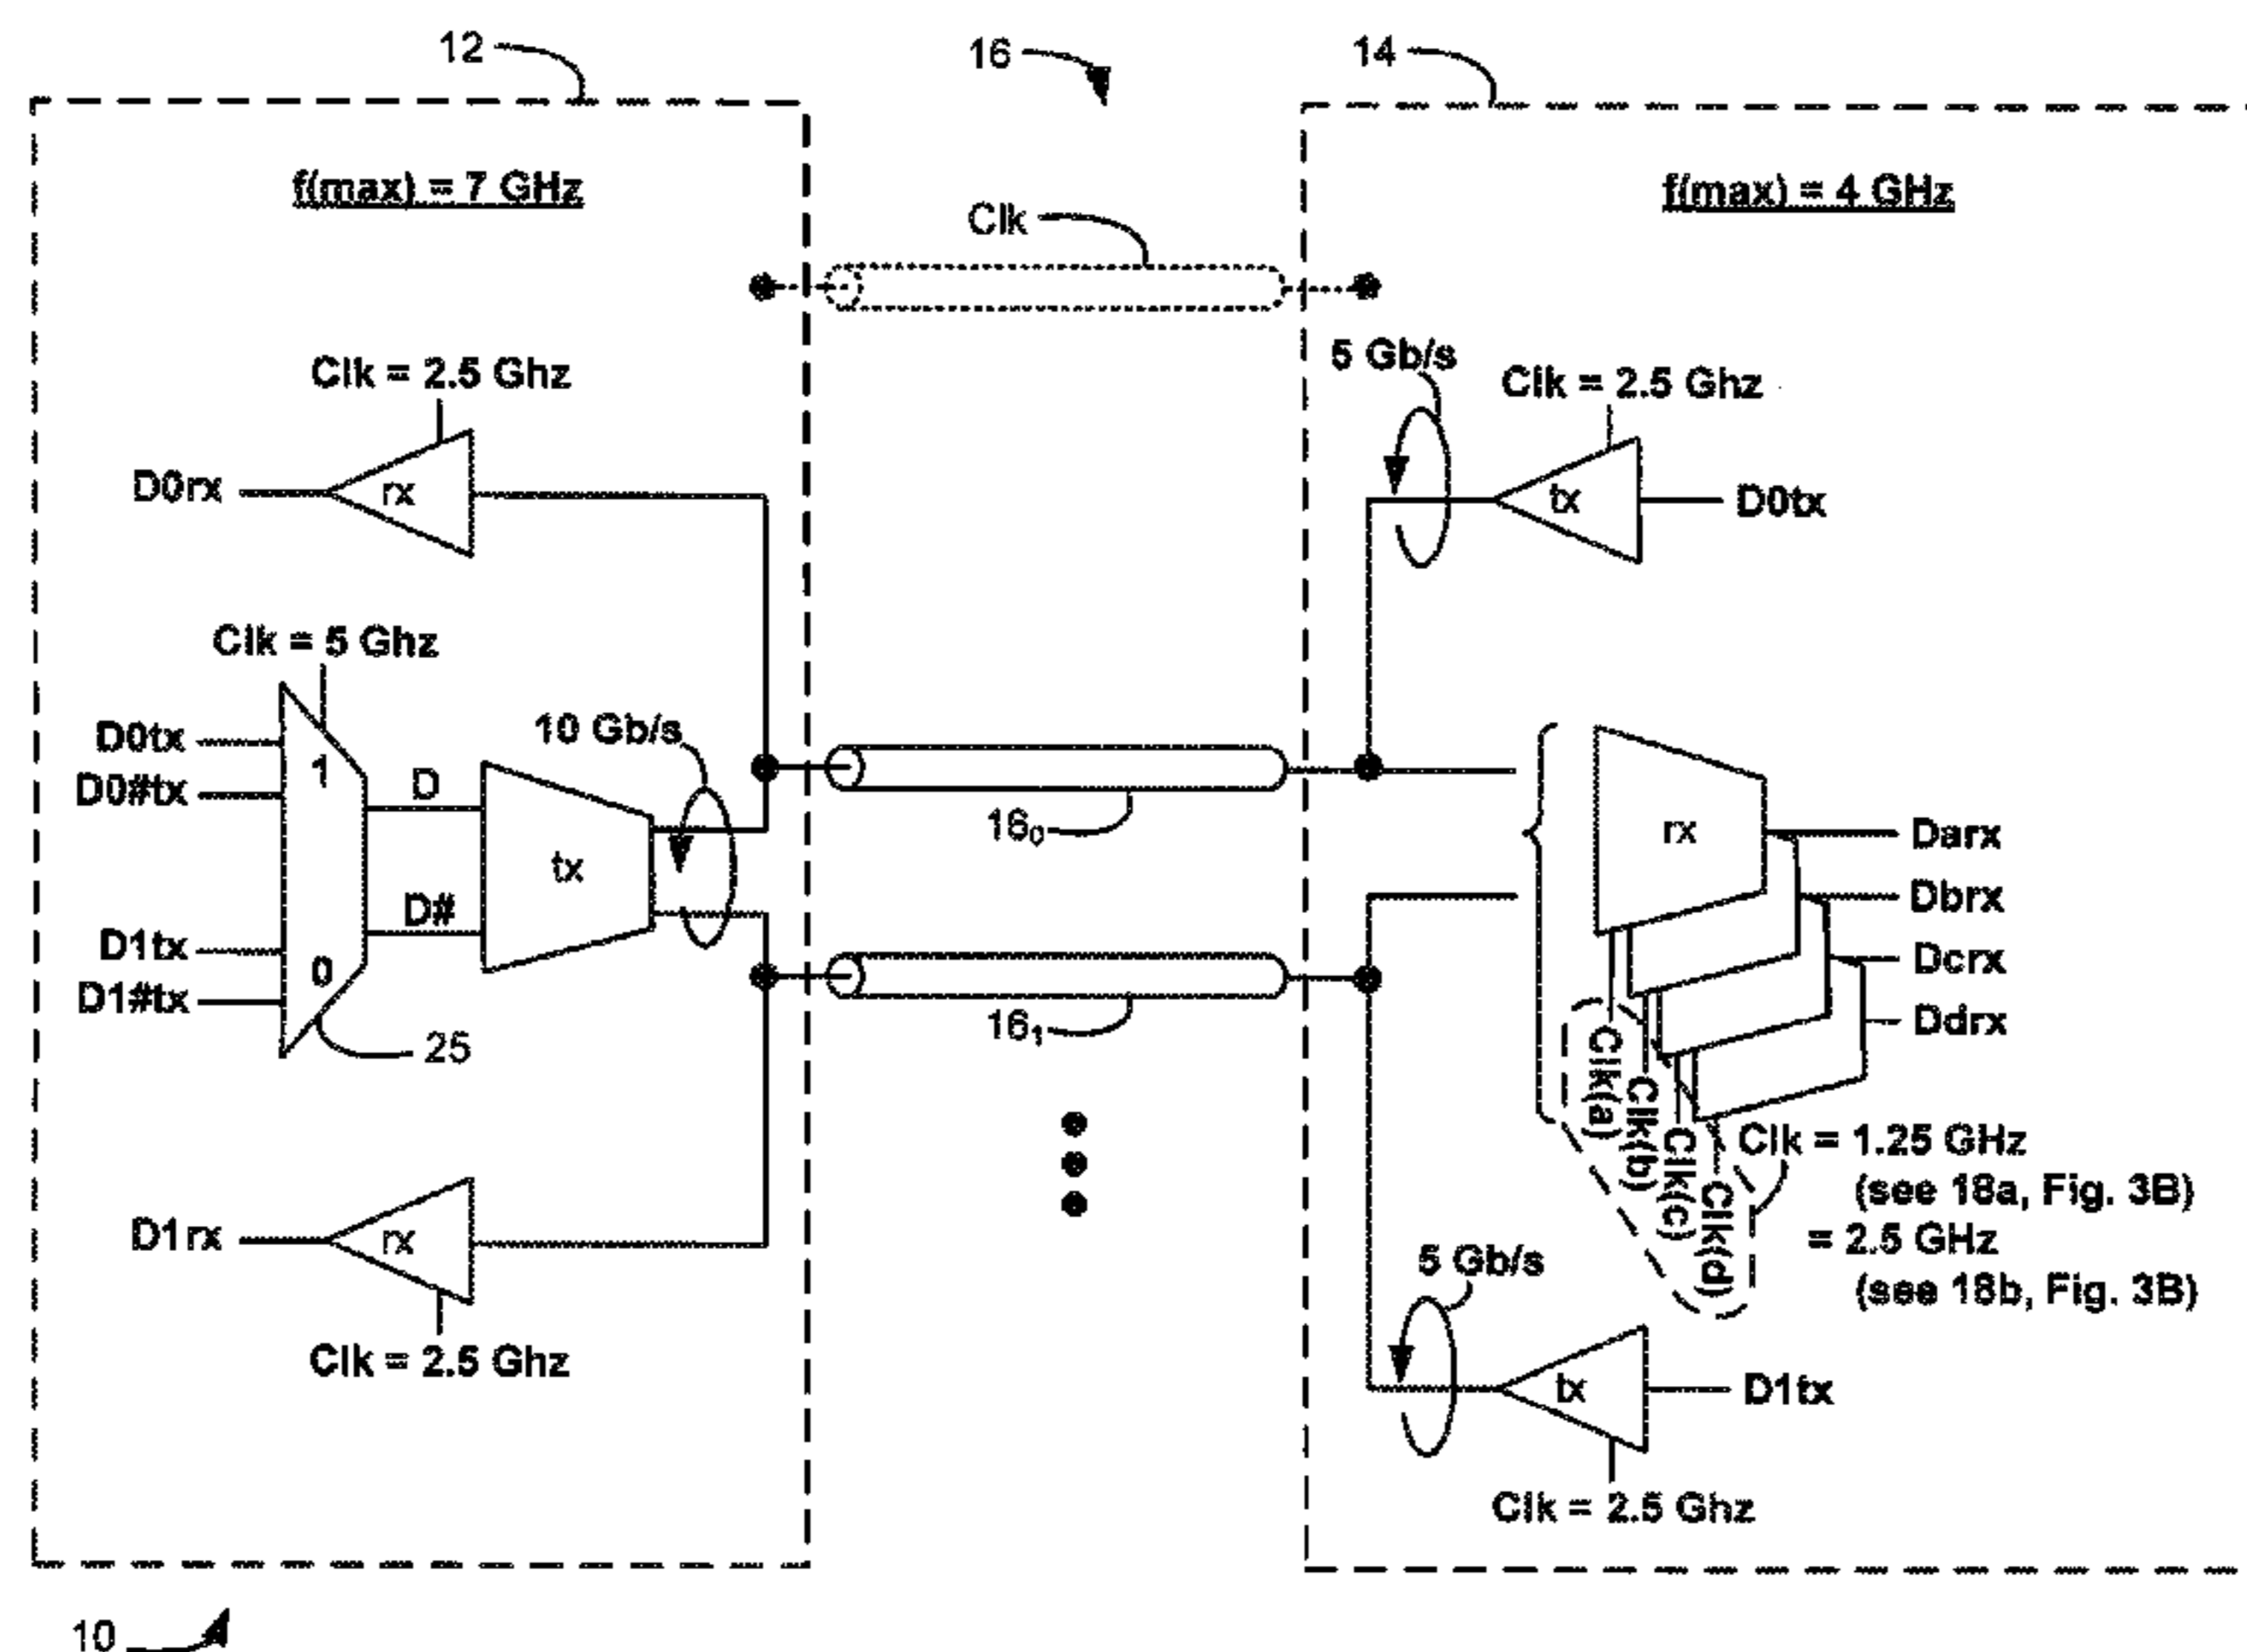 12
16
14
f(max) = 7 GHz
f(max) = 4 GHz
Clk
Clk = 2.5 Ghz
5 Gb/s
Clk = 2.5 Ghz
D0rx
rx
tx
D0tx
Clk = 5 Ghz
D0tx
D0#tx
1
D
10 Gb/s
tx
D#
D1tx
D1#tx
0
25
16₀
16₁
rx
Darx
Dbrx
Dcrx
Ddrx
Clk(a)
Clk(b)
Clk(c)
Clk(d)
Clk = 1.25 GHz
(see 18a, Fig. 3B)
= 2.5 GHz
(see 18b, Fig. 3B)
D1rx
rx
Clk = 2.5 Ghz
5 Gb/s
tx
D1tx
Clk = 2.5 Ghz
10